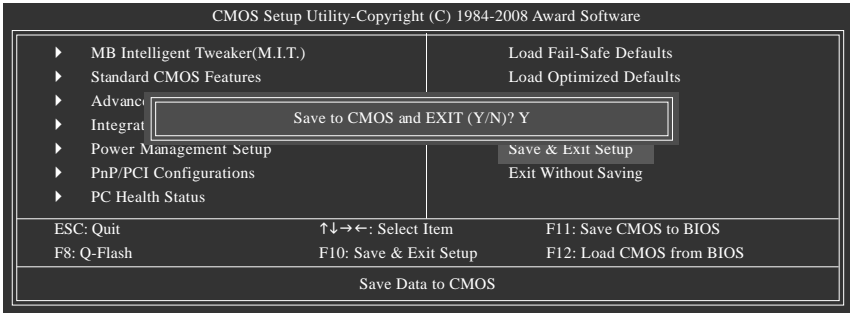 CMOS Setup Utility-Copyright (C) 1984-2008 Award Software
MB Intelligent Tweaker(M.I.T.)
Standard CMOS Features
Advanc
Integrat
Power Management Setup
PnP/PCI Configurations
PC Health Status
Load Fail-Safe Defaults
Load Optimized Defaults
Save to CMOS and EXIT (Y/N)? Y
Save & Exit Setup
Exit Without Saving
ESC: Quit ↑↓→←: Select Item F11: Save CMOS to BIOS
F8: Q-Flash F10: Save & Exit Setup F12: Load CMOS from BIOS
Save Data to CMOS